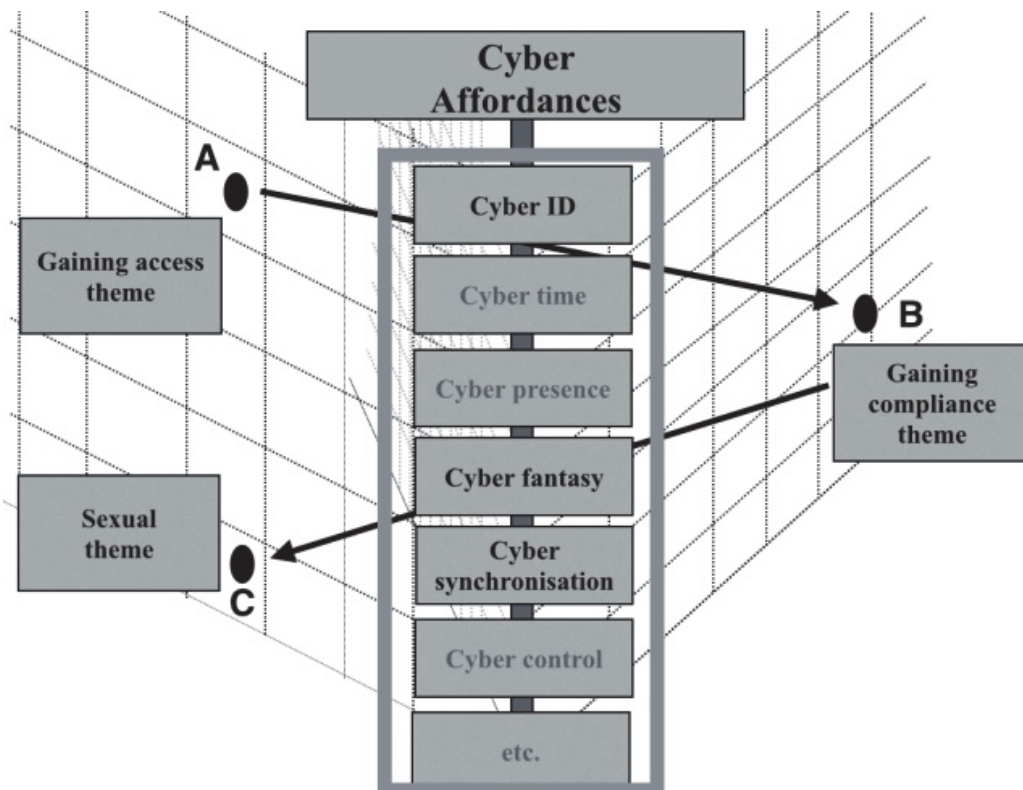 Cyber
Affordances
A
Cyber ID
Gaining access
theme
Cyber time
B
Cyber presence
Gaining
compliance
theme
Cyber fantasy
Sexual
theme
Cyber
synchronisation
C
Cyber control
etc.